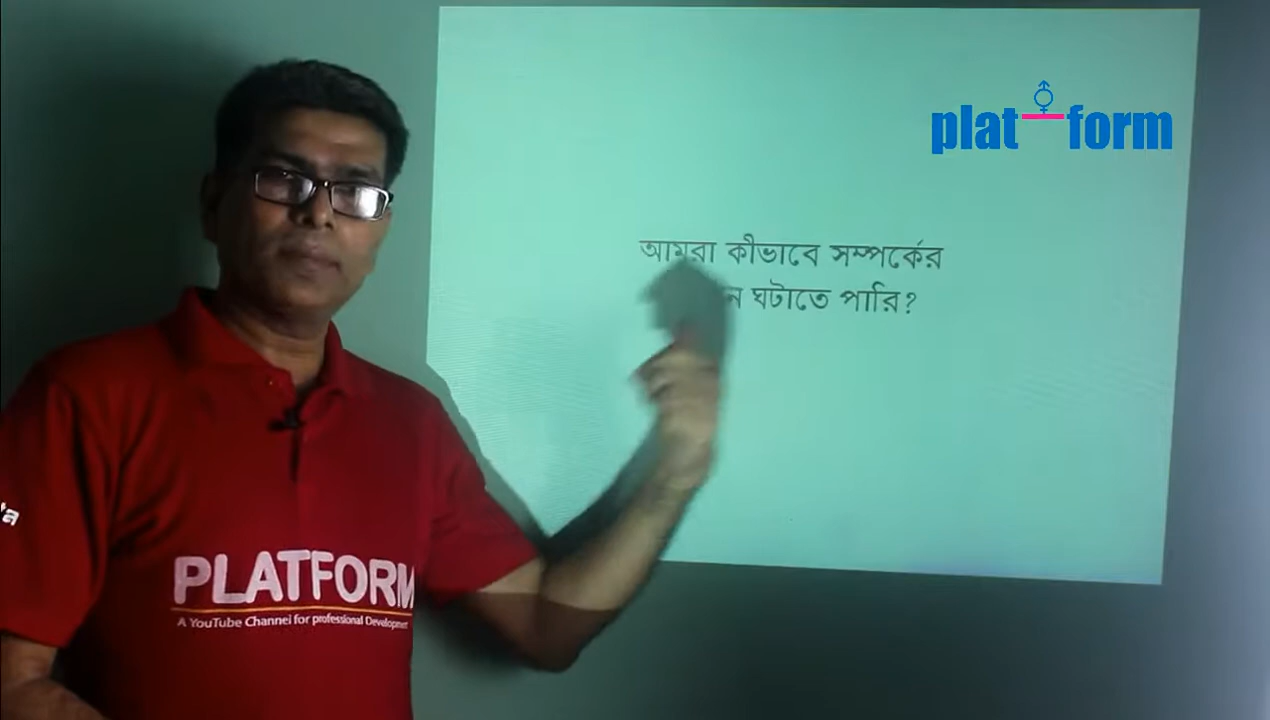 plat form
আমরা কীভাবে সম্পর্কের
ঘটাতে পারি?
PLATFORM
A YouTube Channel for professional Development